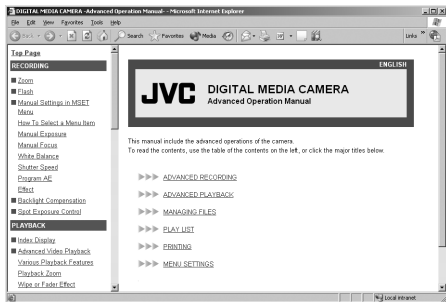 DIGITAL MEDIA CAMERA -Advanced Operation Manual- - Microsoft Internet Explorer
File Edit View Favorites Tools Help
Back Search Favorites Media Links
Top Page
RECORDING
Zoom
Flash
Manual Settings in MSET
Menu
How To Select a Menu Item
Manual Exposure
Manual Focus
White Balance
Shutter Speed
Program AE
Effect
Backlight Compensation
Spot Exposure Control
PLAYBACK
Index Display
Advanced Video Playback
Various Playback Features
Playback Zoom
Wipe or Fader Effect
ENGLISH
JVC
DIGITAL MEDIA CAMERA
Advanced Operation Manual
This manual include the advanced operations of the camera.
To read the contents, use the table of the contents on the left, or click the major titles below.
ADVANCED RECORDING
ADVANCED PLAYBACK
MANAGING FILES
PLAY LIST
PRINTING
MENU SETTINGS
Local intranet